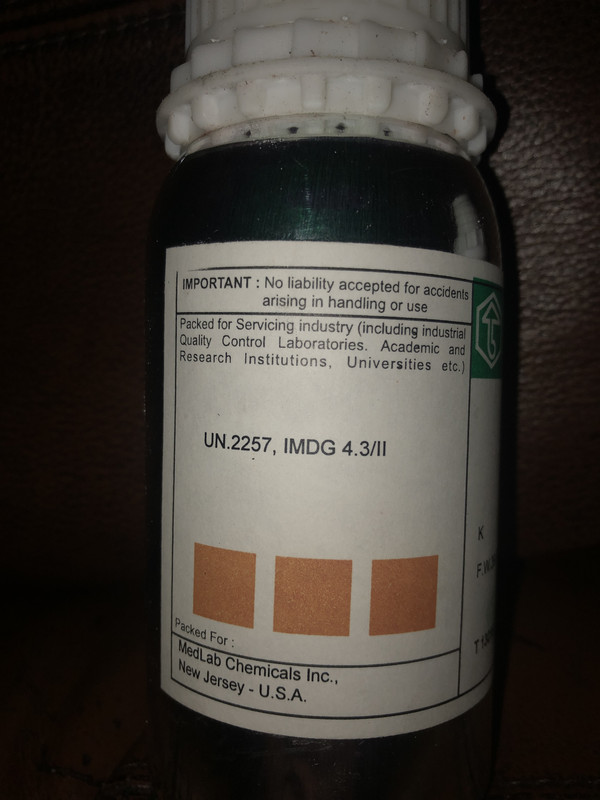 IMPORTANT : No liability accepted for accidents
arising in handling or use
Packed for Servicing industry (including industrial
Quality Control Laboratories. Academic and
Research Institutions, Universities etc.)
UN.2257, IMDG 4.3/II
K
Packed For :
MedLab Chemicals Inc.,
New Jersey - U.S.A.